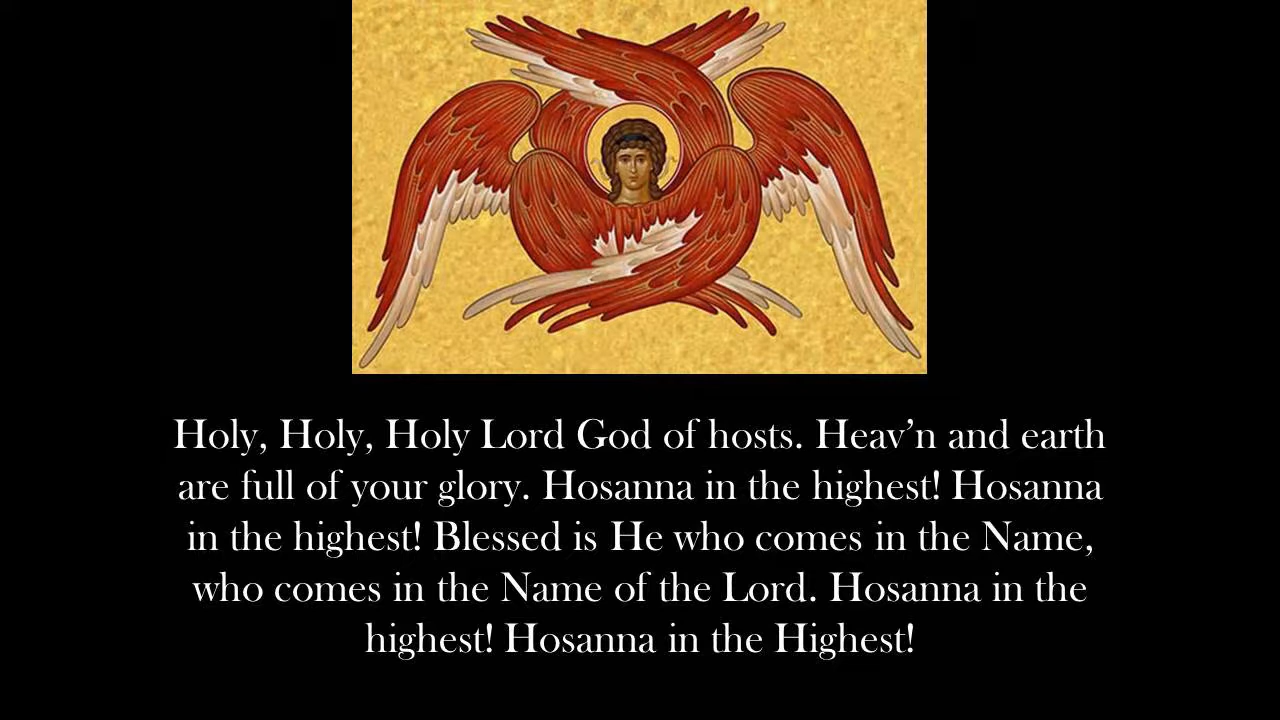 Holy, Holy, Holy Lord God of hosts. Heav’n and earth
are full of your glory. Hosanna in the highest! Hosanna
in the highest! Blessed is He who comes in the Name,
who comes in the Name of the Lord. Hosanna in the
highest! Hosanna in the Highest!